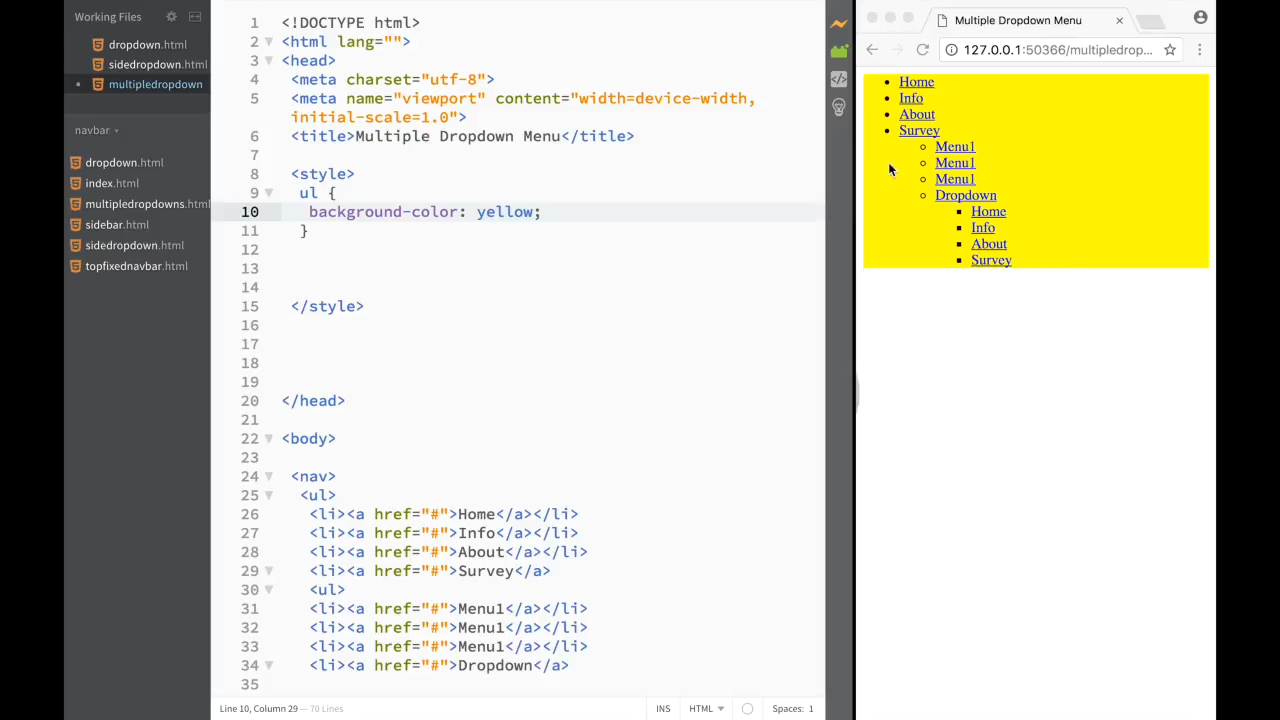 Working Files
dropdown.html
sidedropdown.html
multipledropdown
navbar
dropdown.html
index.html
multipledropdowns.html
sidebar.html
sidedropdown.html
topfixednavbar.html
1 <!DOCTYPE html>
2 <html lang="">
3 <head>
4 <meta charset="utf-8">
5 <meta name="viewport" content="width=device-width,
initial-scale=1.0">
6 <title>Multiple Dropdown Menu</title>
7
8 <style>
9 ul {
10 background-color: yellow;
11 }
12
13
14
15 </style>
16
17
18
19
20 </head>
21
22 <body>
23
24 <nav>
25 <ul>
26 <li><a href="#">Home</a></li>
27 <li><a href="#">Info</a></li>
28 <li><a href="#">About</a></li>
29 <li><a href="#">Survey</a>
30 <ul>
31 <li><a href="#">Menu1</a></li>
32 <li><a href="#">Menu1</a></li>
33 <li><a href="#">Menu1</a></li>
34 <li><a href="#">Dropdown</a>
35
Line 10, Column 29 — 70 Lines
INS
HTML
Spaces: 1
Multiple Dropdown Menu
127.0.0.1:50366/multipledrop...
Home
Info
About
Survey
Menu1
Menu1
Menu1
Dropdown
Home
Info
About
Survey